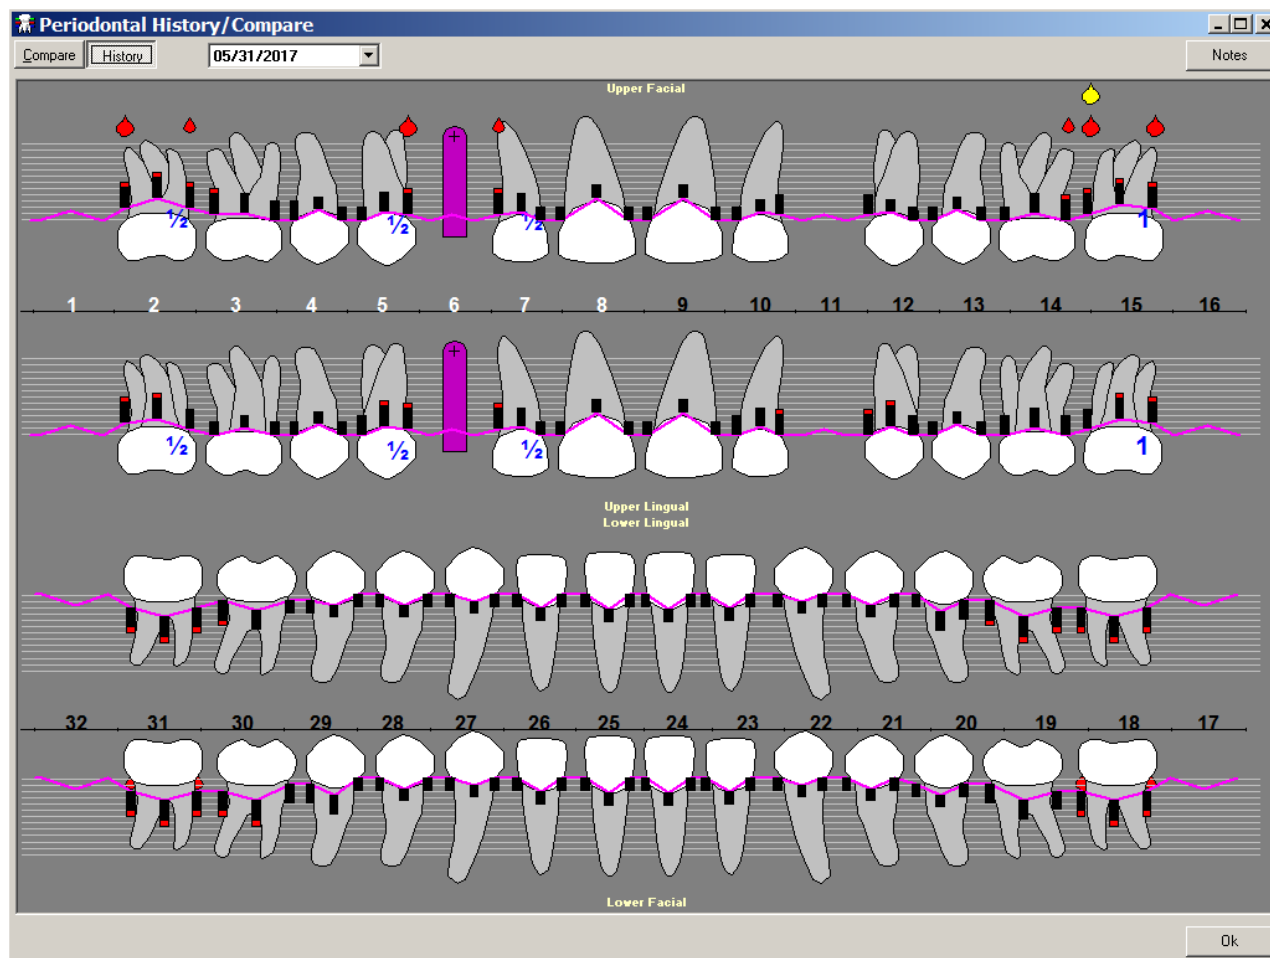 Periodontal History/Compare
Compare History 05/31/2017 Notes
Upper Facial
½ ½ ½ 1
1 2 3 4 5 6 7 8 9 10 11 12 13 14 15 16
½ ½ ½ 1
Upper Lingual
Lower Lingual
32 31 30 29 28 27 26 25 24 23 22 21 20 19 18 17
Lower Facial
Ok